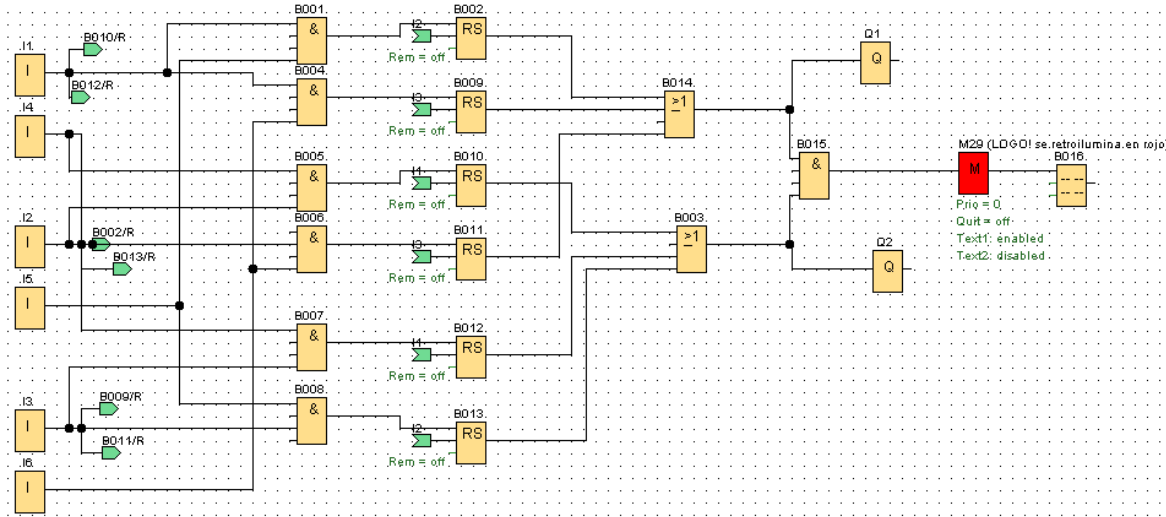 B001
B002
Q1
I1
B010/R
I2
I
&
RS
Q
Rem = off
B012/R
B004
B009
B014
I4
&
I3
RS
>1
I
Rem = off
M29 (LOGO! se.retroilumina.en rojo)
B005
B010
B015
B016
&
I1
RS
&
M
Rem = off
Prio = 0
I2
B006
B011
B003
Quit = off
I
B002/R
&
RS
>1
Text1: enabled
B013/R
I3
Q2
Text2: disabled
Rem = off
Q
I5
I
B007
B012
&
I1
RS
Rem = off
B008
B013
I3
B009/R
&
RS
I
I2
B011/R
Rem = off
I6
I